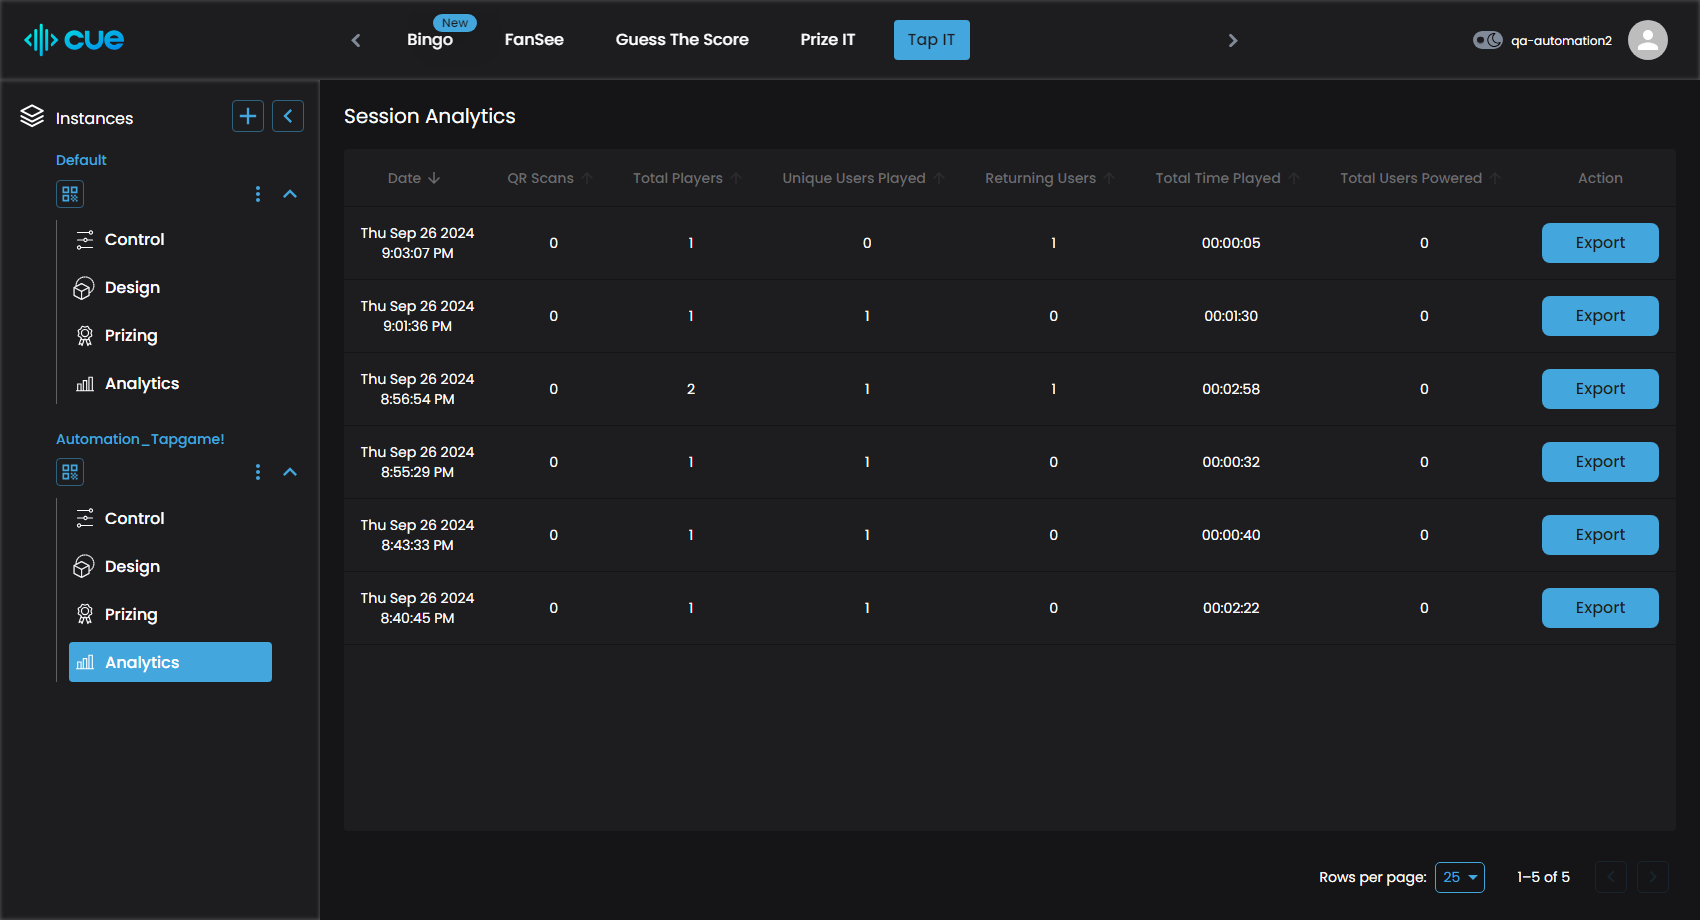 cue
New
Bingo
FanSee
Guess The Score
Prize IT
Tap IT
qa-automation2
Instances
Default
Control
Design
Prizing
Analytics
Automation_Tapgame!
Control
Design
Prizing
Analytics
Session Analytics
Date QR Scans Total Players Unique Users Played Returning Users Total Time Played Total Users Powered Action
Thu Sep 26 2024
9:03:07 PM
0 1 0 1 00:00:05 0 Export
Thu Sep 26 2024
9:01:36 PM
0 1 1 0 00:01:30 0 Export
Thu Sep 26 2024
8:56:54 PM
0 2 1 1 00:02:58 0 Export
Thu Sep 26 2024
8:55:29 PM
0 1 1 0 00:00:32 0 Export
Thu Sep 26 2024
8:43:33 PM
0 1 1 0 00:00:40 0 Export
Thu Sep 26 2024
8:40:45 PM
0 1 1 0 00:02:22 0 Export
Rows per page: 25 1–5 of 5